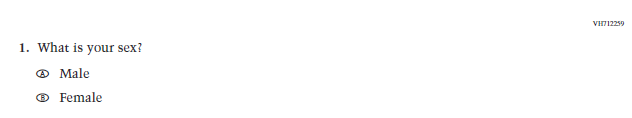 VH712259
1. What is your sex?
Ⓐ Male
Ⓑ Female